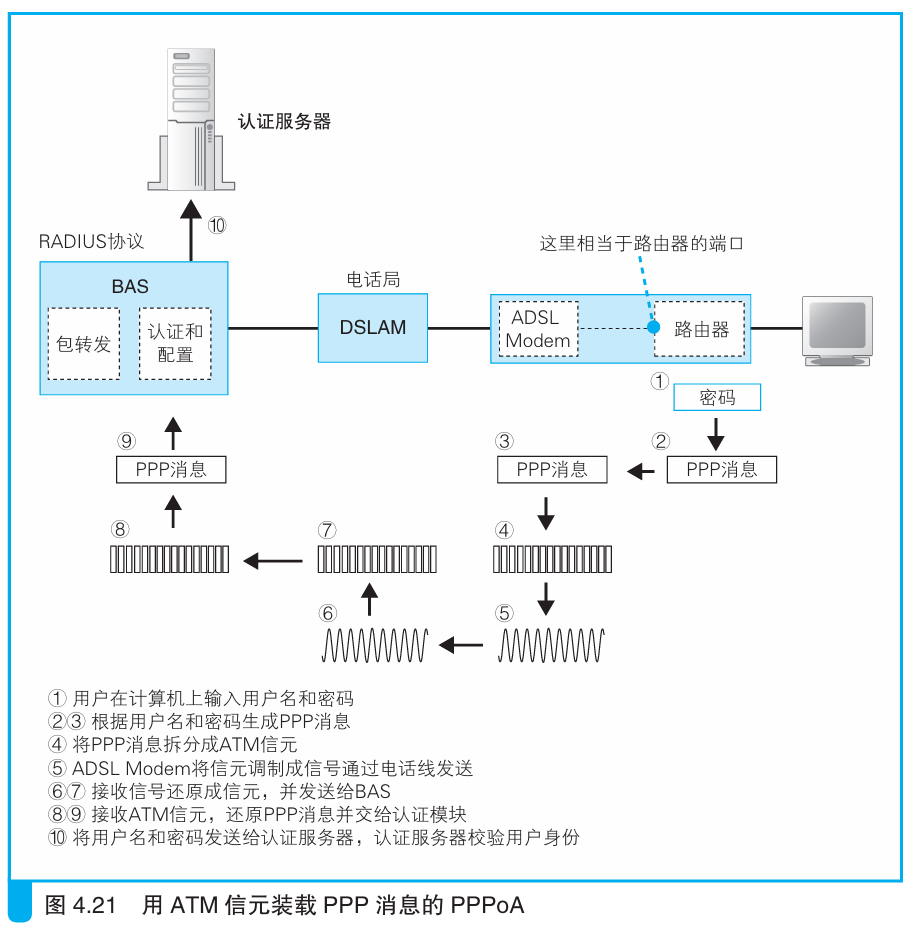 认证服务器
⑩
RADIUS协议
这里相当于路由器的端口
BAS
电话局
包转发
认证和
配置
DSLAM
ADSL
Modem
路由器
①
密码
⑨
③
②
PPP消息
PPP消息
PPP消息
⑧
⑦
④
⑥
⑤
① 用户在计算机上输入用户名和密码
②③ 根据用户名和密码生成PPP消息
④ 将PPP消息拆分成ATM信元
⑤ ADSL Modem将信元调制成信号通过电话线发送
⑥⑦ 接收信号还原成信元，并发送给BAS
⑧⑨ 接收ATM信元，还原PPP消息并交给认证模块
⑩ 将用户名和密码发送给认证服务器，认证服务器校验用户身份
图 4.21 用 ATM 信元装载 PPP 消息的 PPPoA